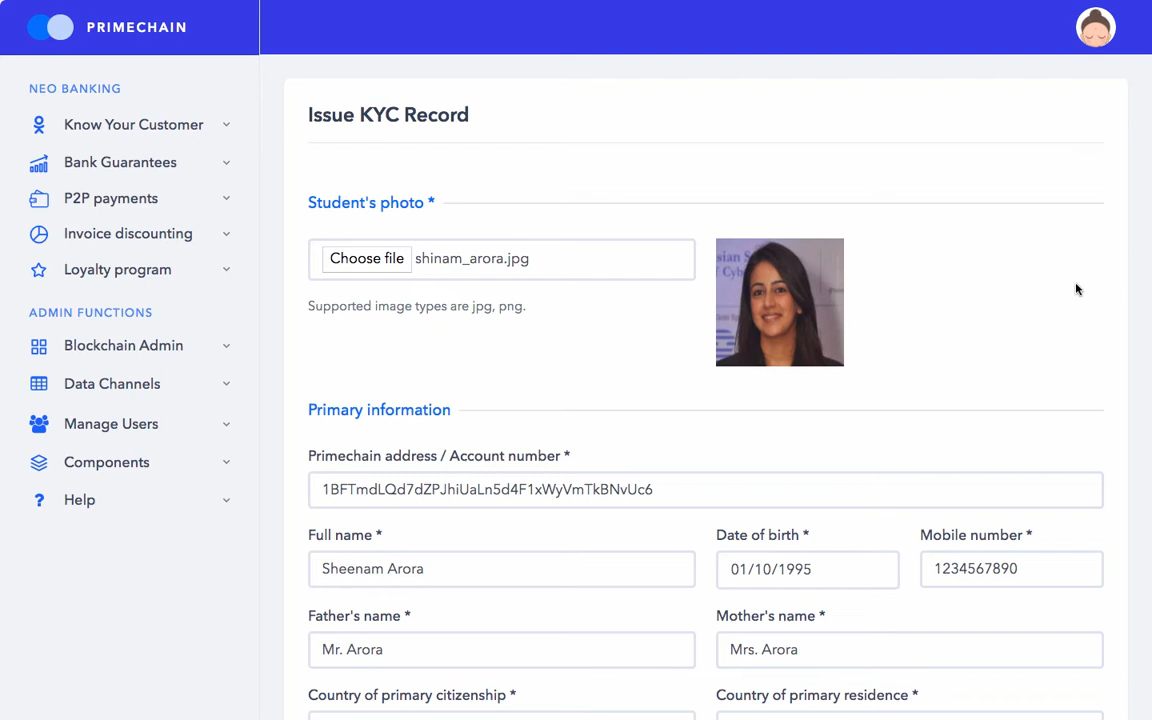 PRIMECHAIN
NEO BANKING
Know Your Customer
Bank Guarantees
P2P payments
Invoice discounting
Loyalty program
ADMIN FUNCTIONS
Blockchain Admin
Data Channels
Manage Users
Components
? Help
Issue KYC Record
Student's photo *
Choose file shinam_arora.jpg
Supported image types are jpg, png.
sian S
of Cyb
Primary information
Primechain address / Account number *
1BFTmdLQd7dZPJhiUaLn5d4F1xWyVmTkBNvUc6
Full name * Date of birth * Mobile number *
Sheenam Arora 01/10/1995 1234567890
Father's name * Mother's name *
Mr. Arora Mrs. Arora
Country of primary citizenship * Country of primary residence *